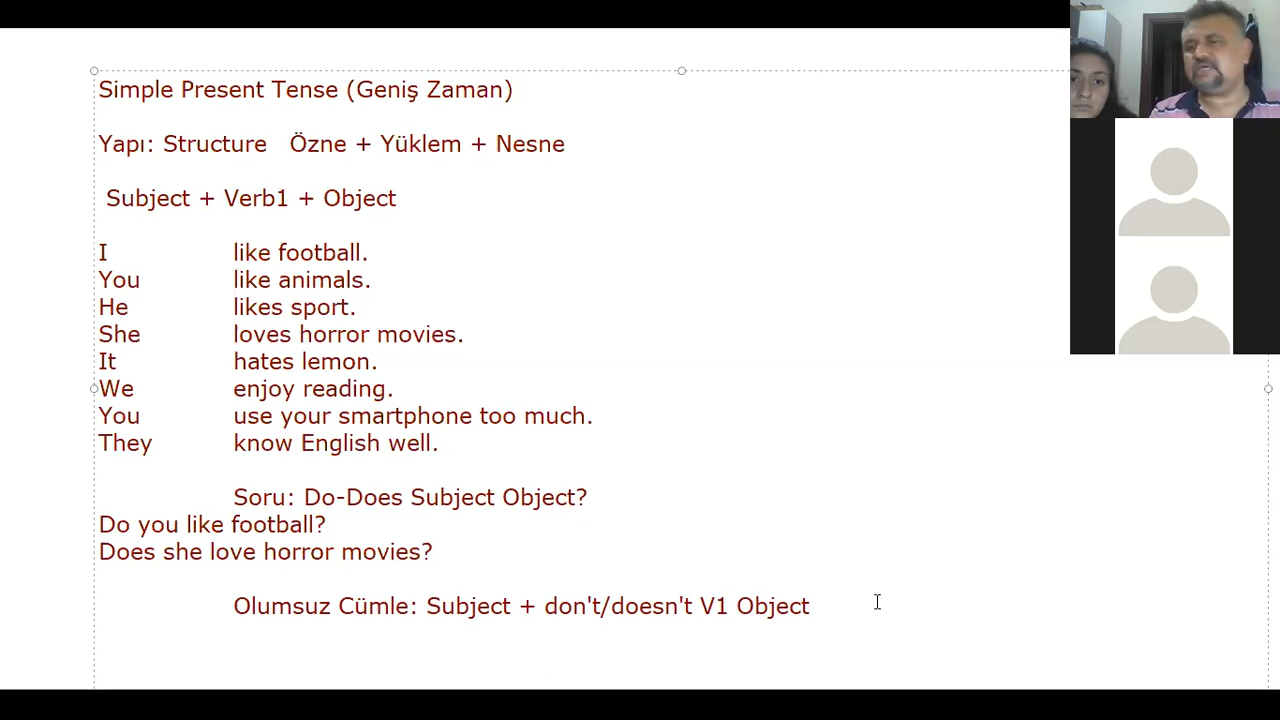 Simple Present Tense (Geniş Zaman)
Yapı: Structure Özne + Yüklem + Nesne
Subject + Verb1 + Object
I like football.
You like animals.
He likes sport.
She loves horror movies.
It hates lemon.
We enjoy reading.
You use your smartphone too much.
They know English well.
Soru: Do-Does Subject Object?
Do you like football?
Does she love horror movies?
Olumsuz Cümle: Subject + don't/doesn't V1 Object